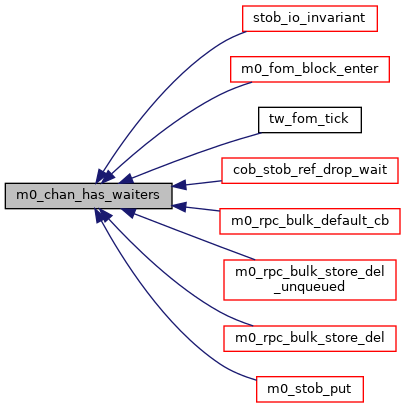 stob_io_invariant
m0_fom_block_enter
tw_fom_tick
cob_stob_ref_drop_wait
m0_chan_has_waiters
m0_rpc_bulk_default_cb
m0_rpc_bulk_store_del
_unqueued
m0_rpc_bulk_store_del
m0_stob_put